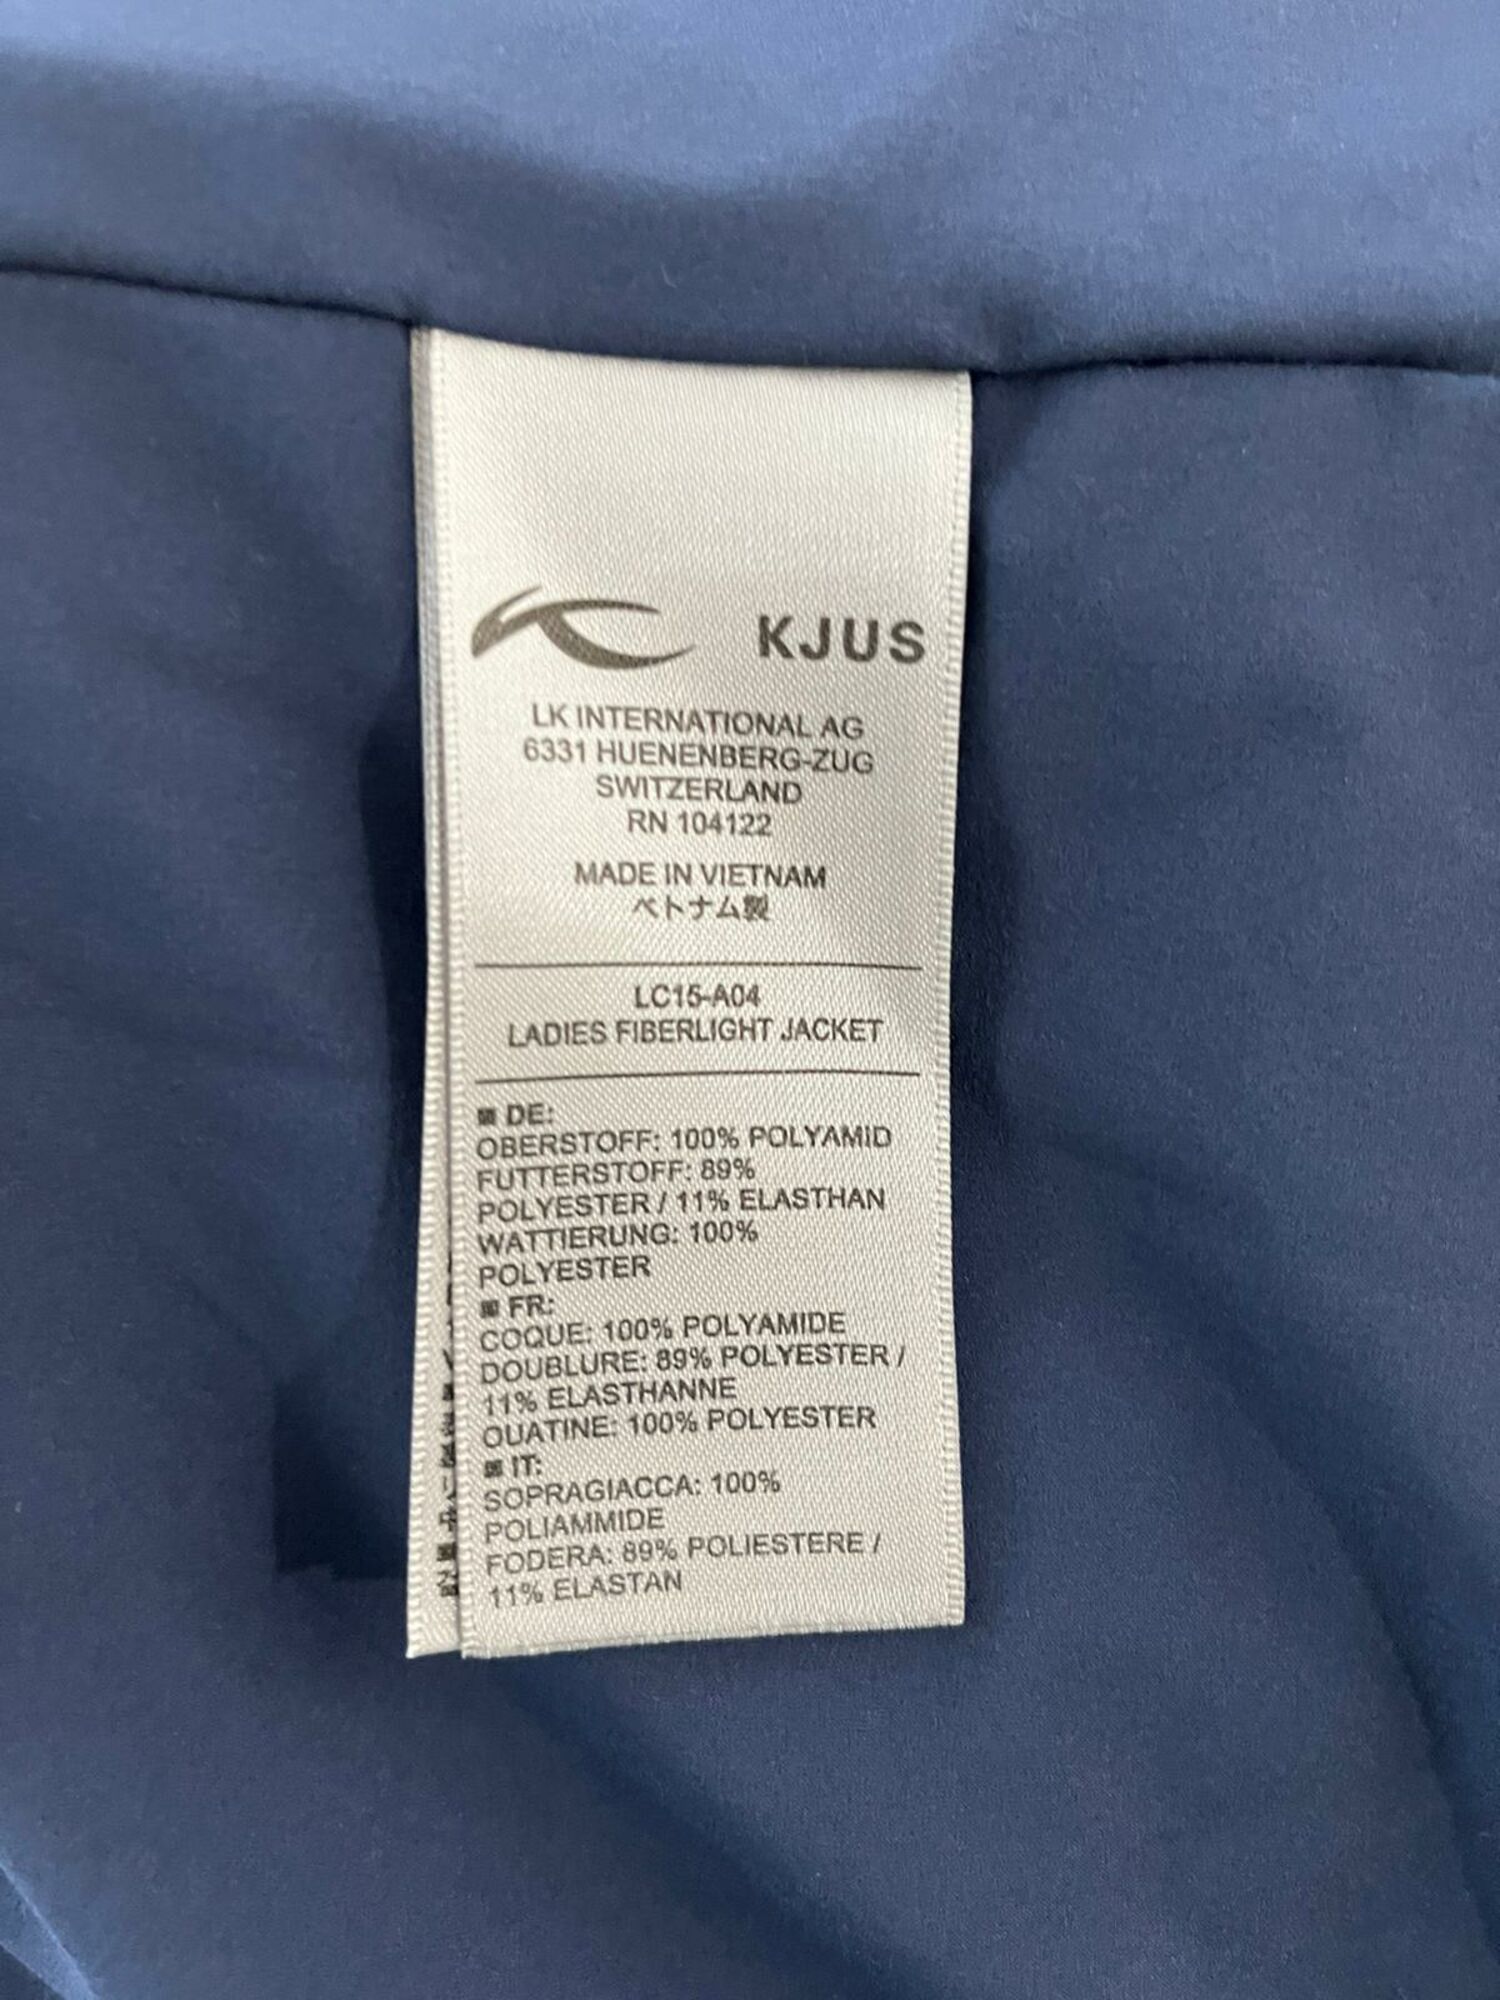 KJUS
LK INTERNATIONAL AG
6331 HUENENBERG-ZUG
SWITZERLAND
RN 104122
MADE IN VIETNAM
ベトナム製
LC15-A04
LADIES FIBERLIGHT JACKET
DE:
OBERSTOFF: 100% POLYAMID
FUTTERSTOFF: 89%
POLYESTER / 11% ELASTHAN
WATTIERUNG: 100%
POLYESTER
FR:
COQUE: 100% POLYAMIDE
DOUBLURE: 89% POLYESTER /
11% ELASTHANNE
OUATINE: 100% POLYESTER
IT:
SOPRAGIACCA: 100%
POLIAMMIDE
FODERA: 89% POLIESTERE /
11% ELASTAN